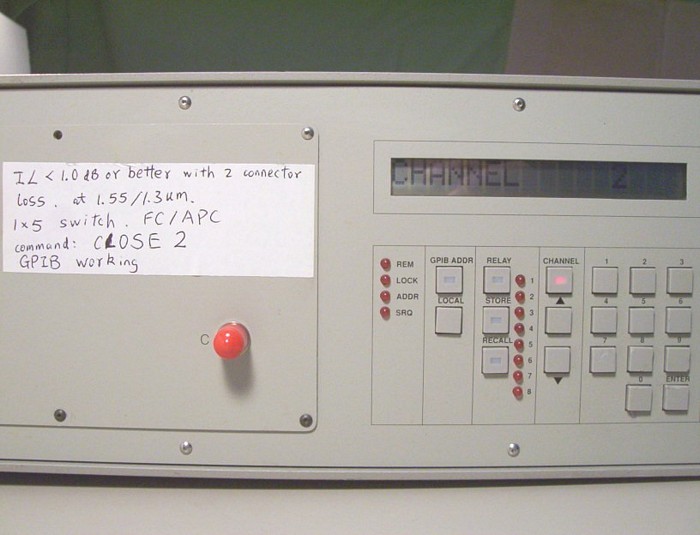 IL < 1.0 dB or better with 2 connector
loss. at 1.55/1.3um.
1x5 switch. FC/APC
command: CLOSE 2
GPIB working
C
CHANNEL 2
REM
LOCK
ADDR
SRQ
GPIB ADDR
LOCAL
RELAY
STORE
RECALL
1
2
3
4
5
6
7
8
CHANNEL
1 2 3
4 5 6
7 8 9
0 ENTER